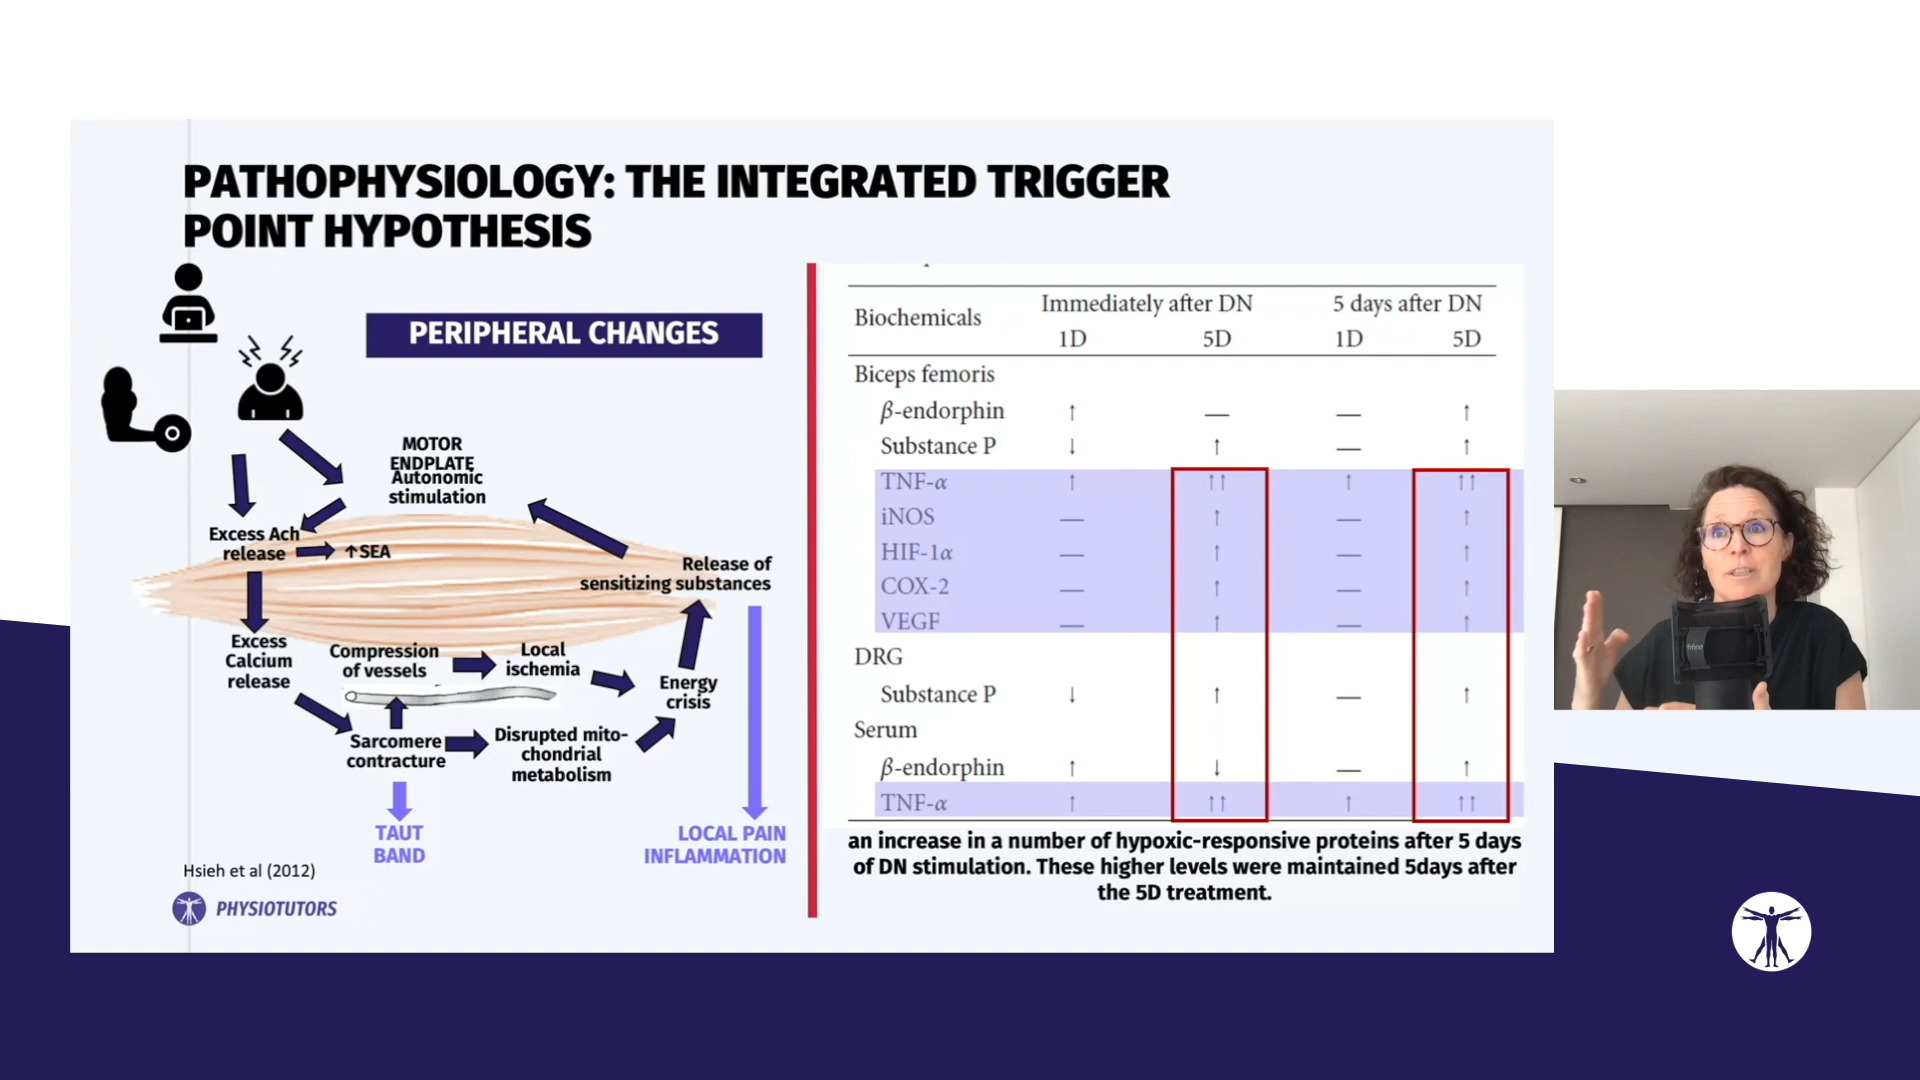 PATHOPHYSIOLOGY: THE INTEGRATED TRIGGER
POINT HYPOTHESIS
PERIPHERAL CHANGES
MOTOR
ENDPLATE
Autonomic
stimulation
Excess Ach
release
↑SEA
Release of
sensitizing substances
Excess
Calcium
release
Compression
of vessels
Local
ischemia
Energy
crisis
Sarcomere
contracture
Disrupted mito-
chondrial
metabolism
TAUT
BAND
LOCAL PAIN
INFLAMMATION
Hsieh et al (2012)
PHYSIOTUTORS
Biochemicals Immediately after DN 5 days after DN
1D 5D 1D 5D
Biceps femoris
β-endorphin ↑ — — ↑
Substance P ↓ ↑ — ↑
TNF-α ↑ ↑↑ ↑ ↑↑
iNOS — ↑ — ↑
HIF-1α — ↑ — ↑
COX-2 — ↑ — ↑
VEGF — ↑ — ↑
DRG
Substance P ↓ ↑ — ↑
Serum
β-endorphin ↑ ↓ — ↑
TNF-α ↑ ↑↑ ↑ ↑↑
an increase in a number of hypoxic-responsive proteins after 5 days
of DN stimulation. These higher levels were maintained 5days after
the 5D treatment.